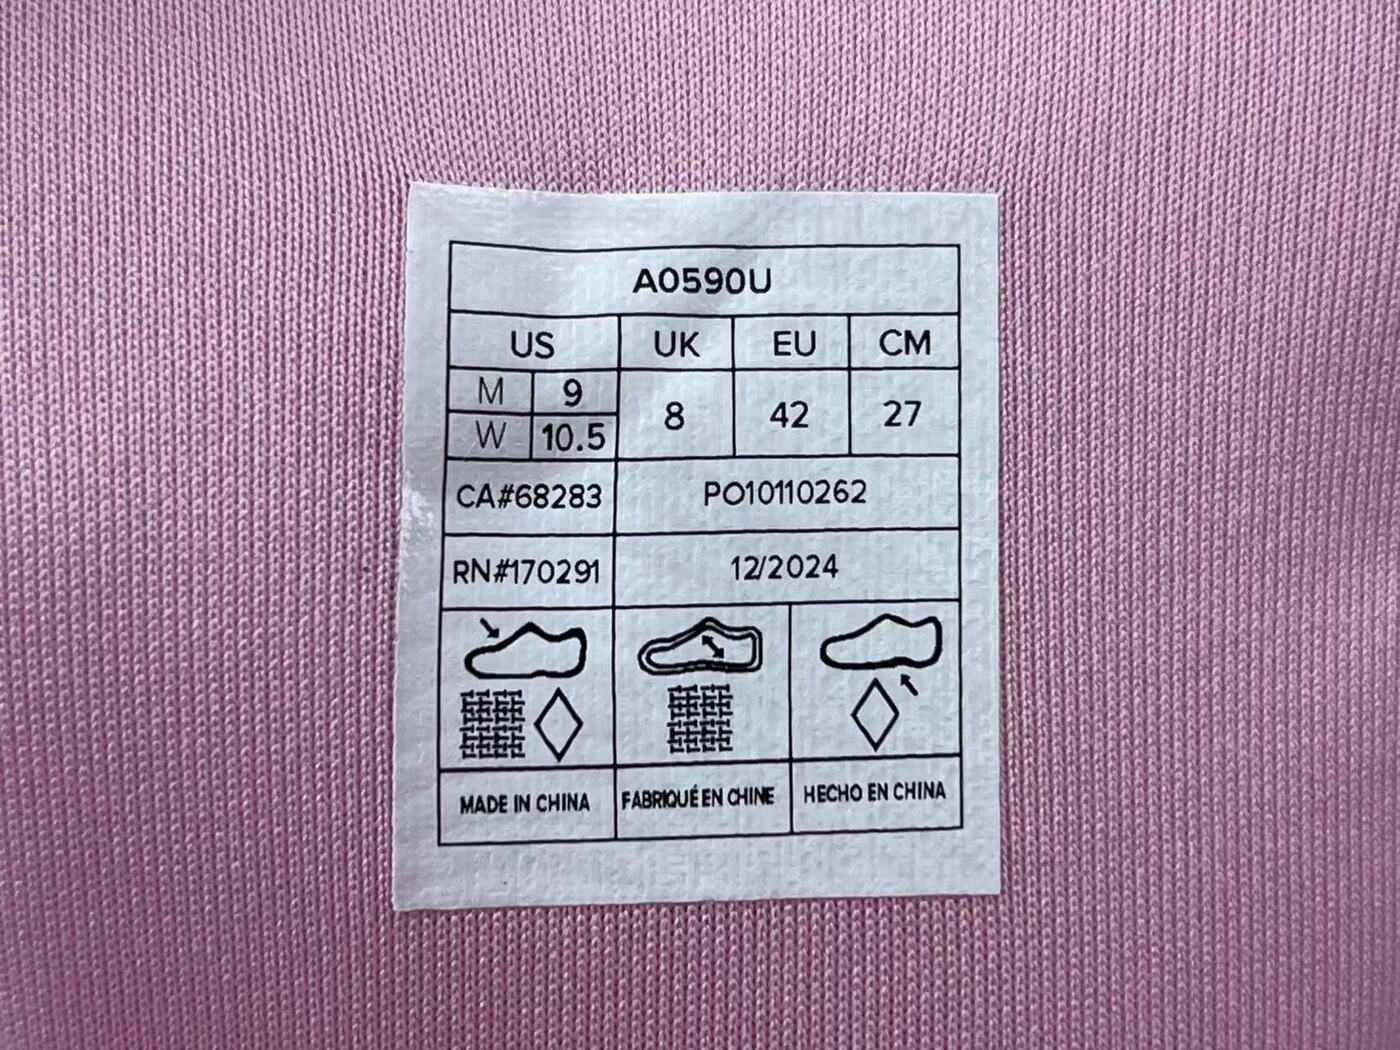 A0590U
US UK EU CM
M 9 8 42 27
W 10.5
CA#68283 PO10110262
RN#170291 12/2024
MADE IN CHINA FABRIQUÉ EN CHINE HECHO EN CHINA